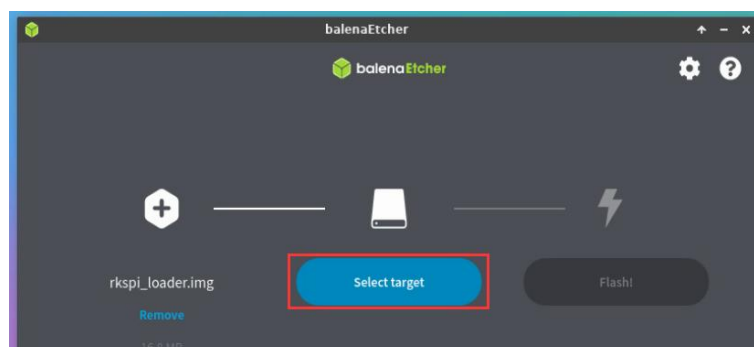 balenaEtcher
balenaEtcher
rkspi_loader.img
Select target
Flash!
Remove